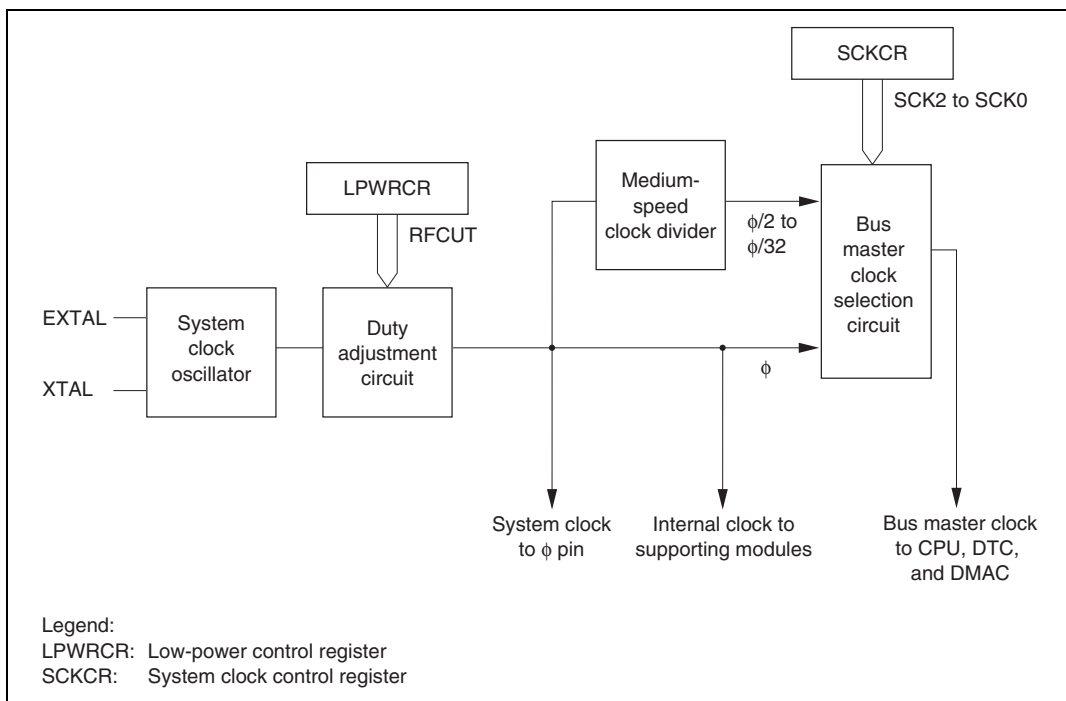 SCKCR
SCK2 to SCK0
LPWRCR
RFCUT
Medium-
speed
clock divider
ϕ/2 to
ϕ/32
Bus
master
clock
selection
circuit
EXTAL
XTAL
System
clock
oscillator
Duty
adjustment
circuit
ϕ
System clock
to ϕ pin
Internal clock to
supporting modules
Bus master clock
to CPU, DTC,
and DMAC
Legend:
LPWRCR: Low-power control register
SCKCR: System clock control register